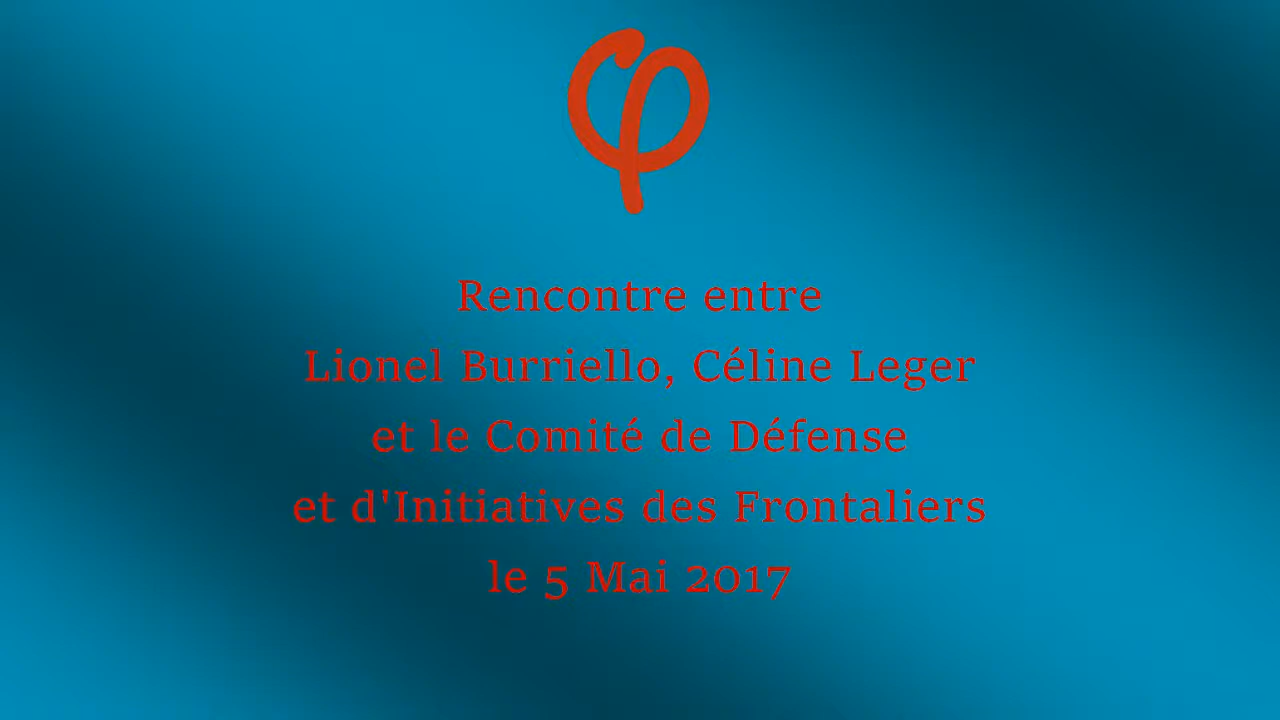 Rencontre entre
Lionel Burriello, Céline Leger
et le Comité de Défense
et d'Initiatives des Frontaliers
le 5 Mai 2017